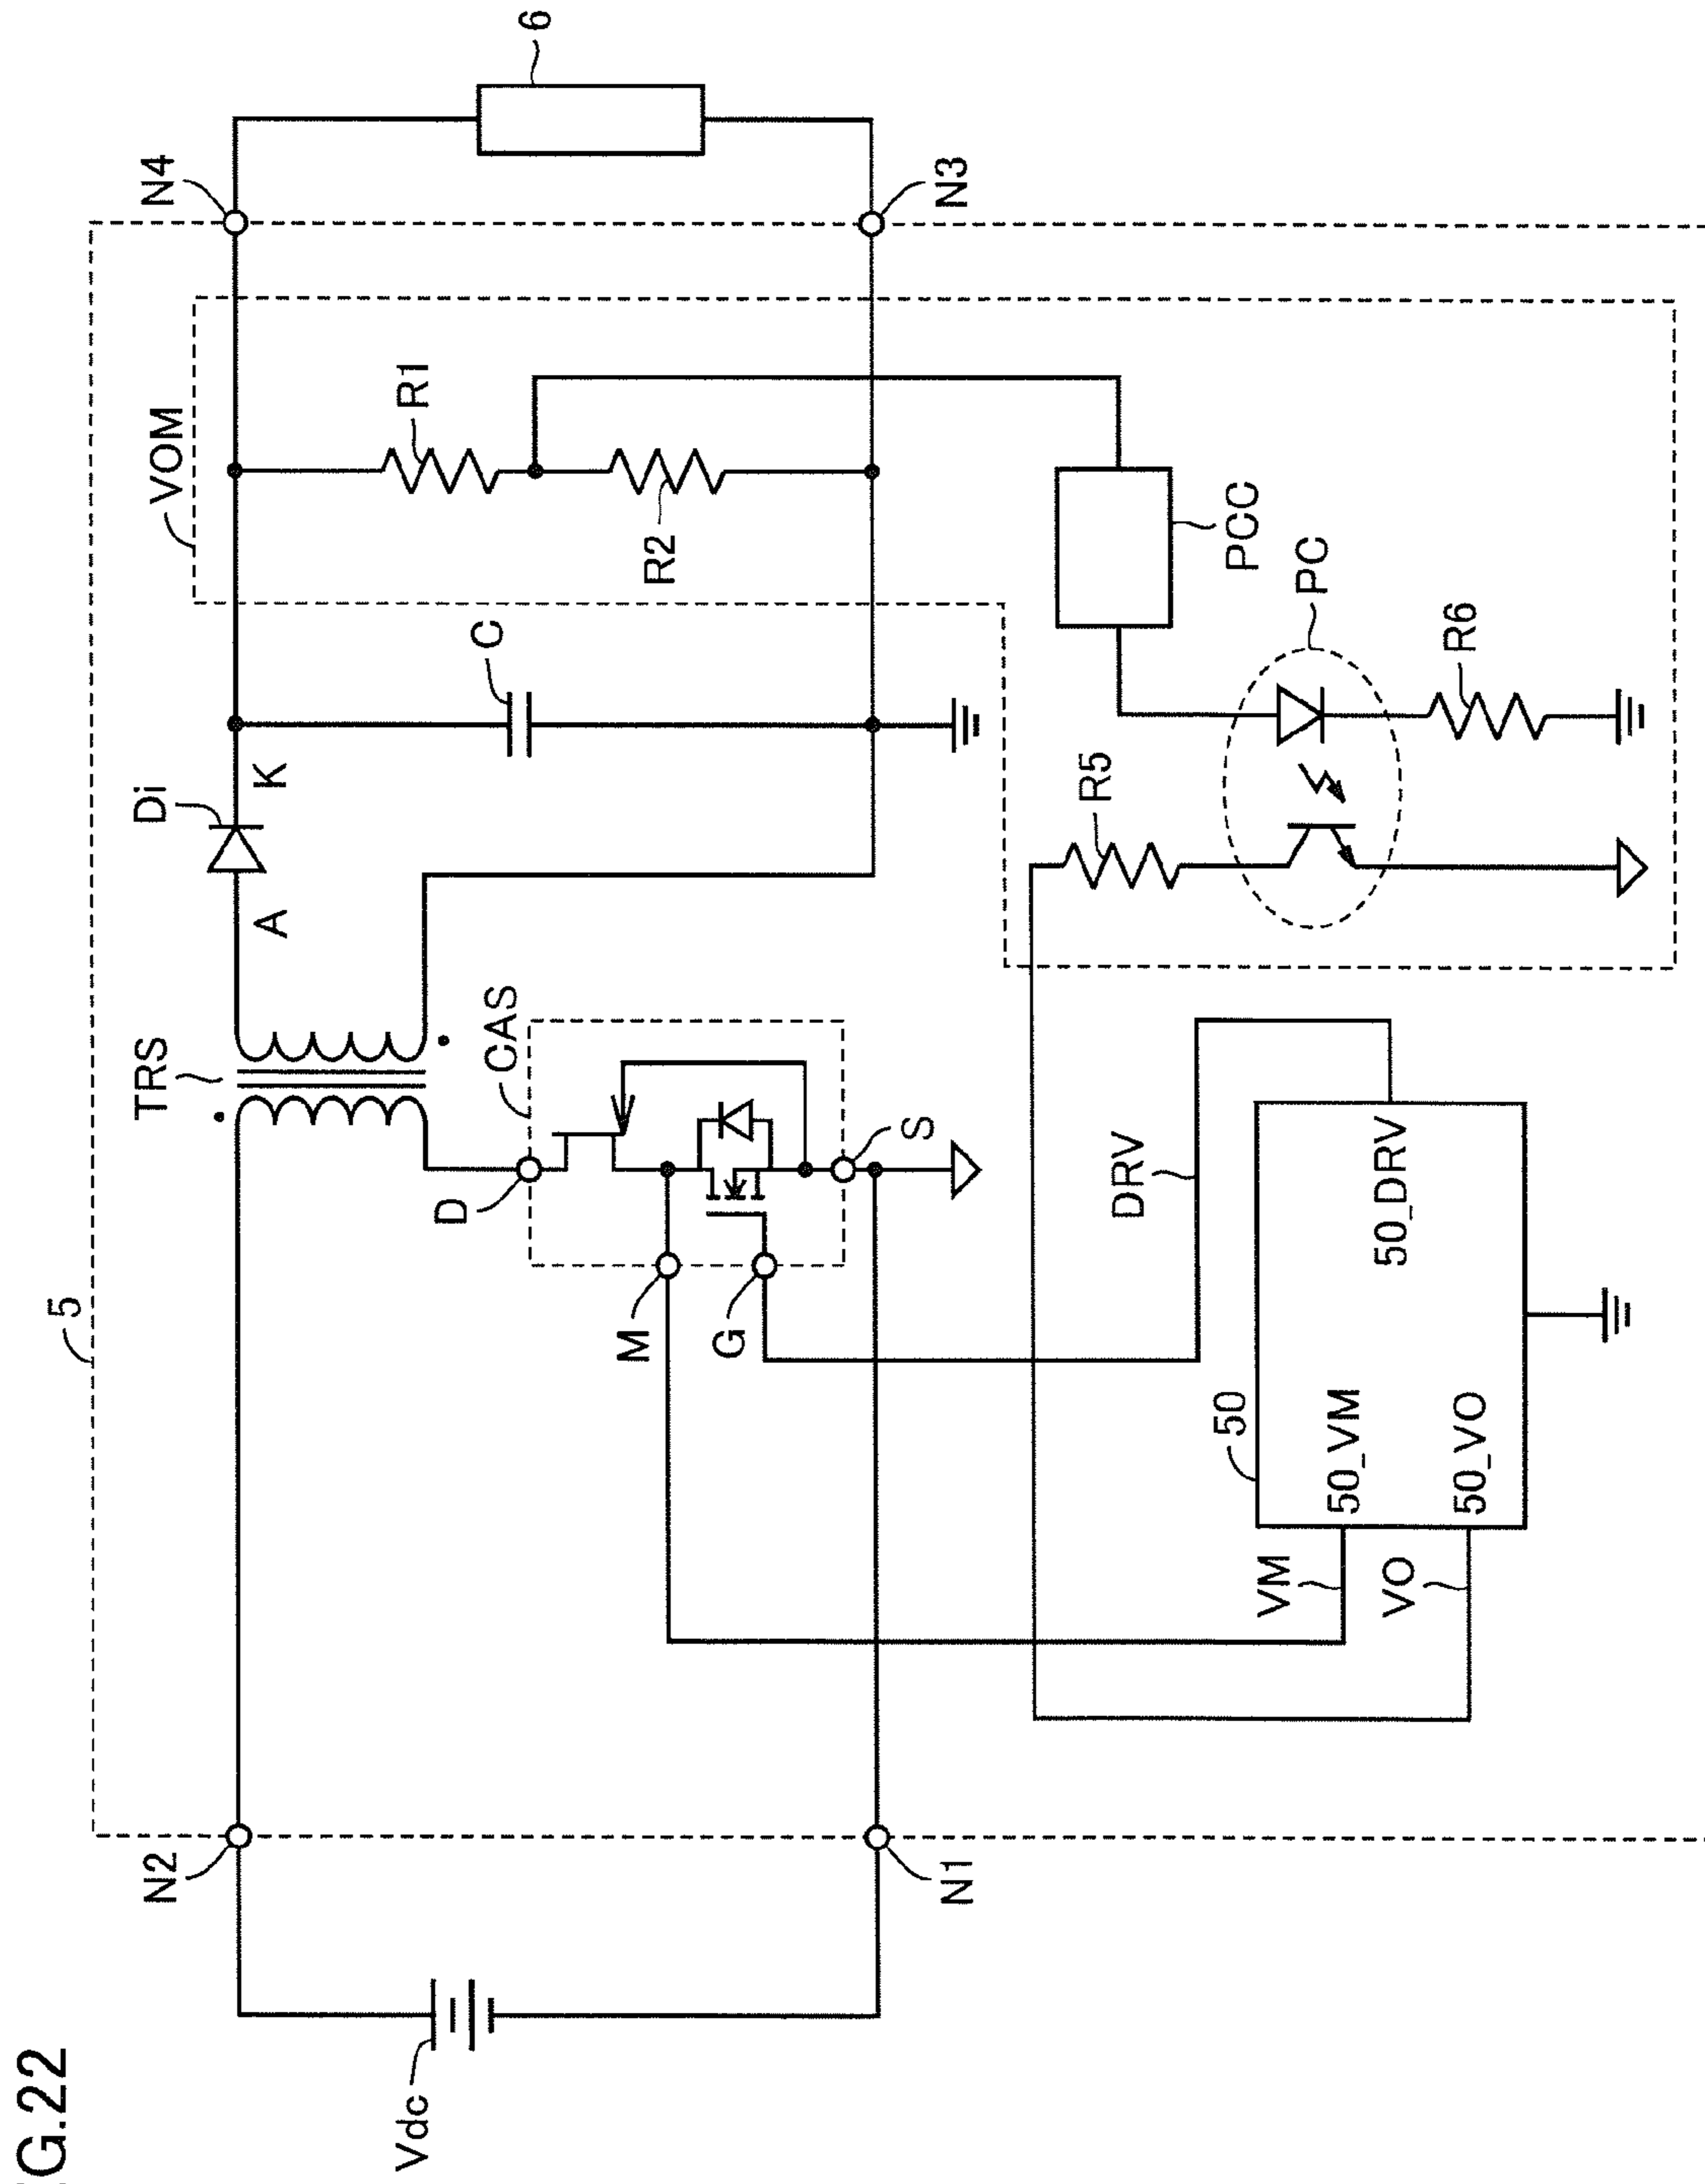 G.22
5
6
N4
N3
N2
N1
Vdc
VOM
R1
R2
C
Di
K
A
TRS
CAS
D
S
M
G
PCC
PC
R6
R5
DRV
50
50_DRV
50_VM
50_VO
VM
VO